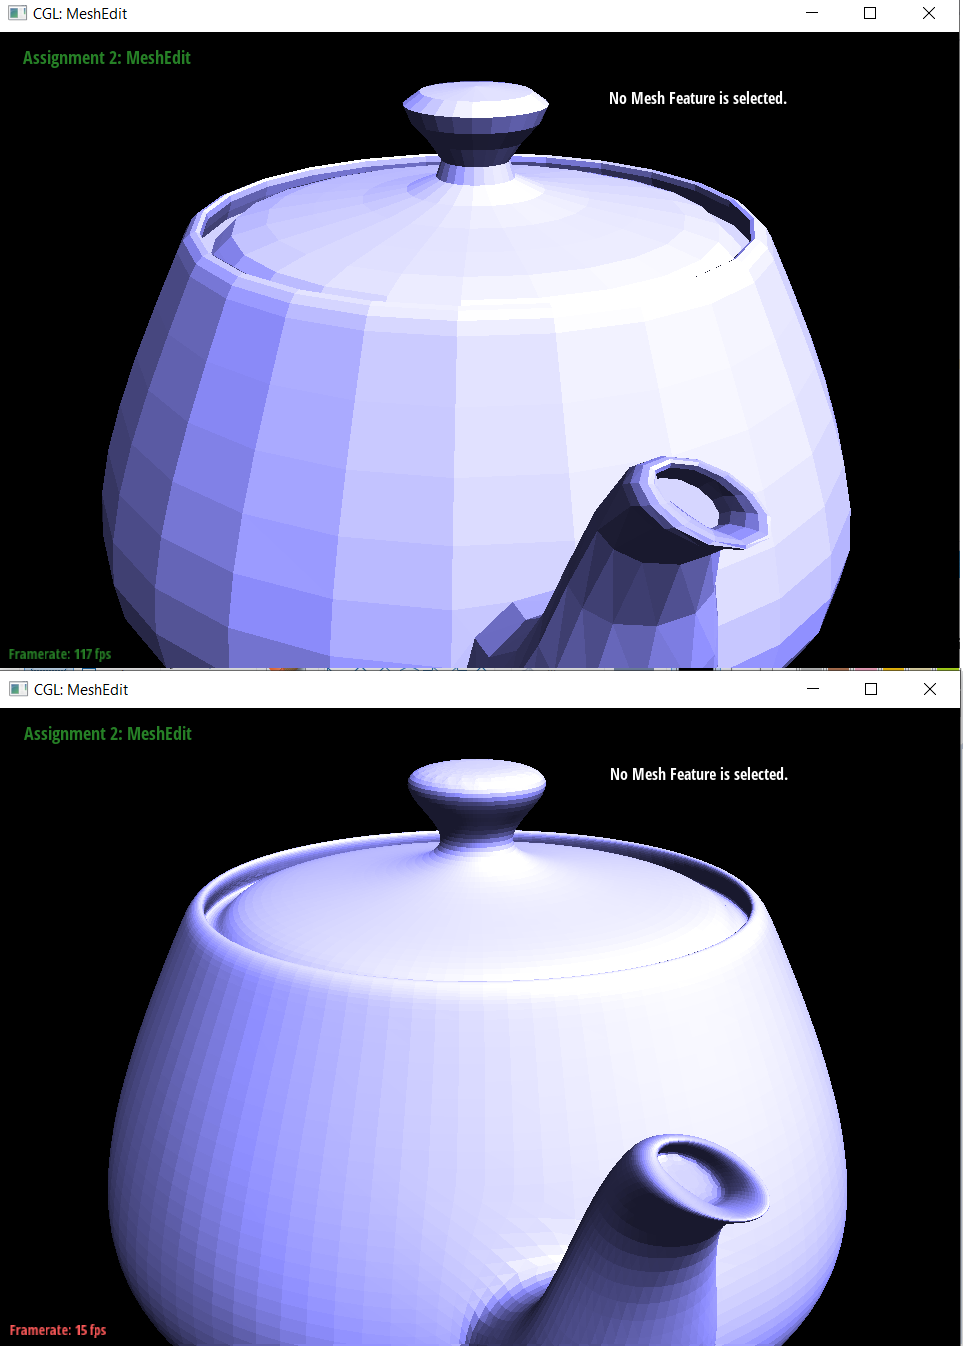 CGL: MeshEdit
Assignment 2: MeshEdit
No Mesh Feature is selected.
Framerate: 117 fps
CGL: MeshEdit
Assignment 2: MeshEdit
No Mesh Feature is selected.
Framerate: 15 fps